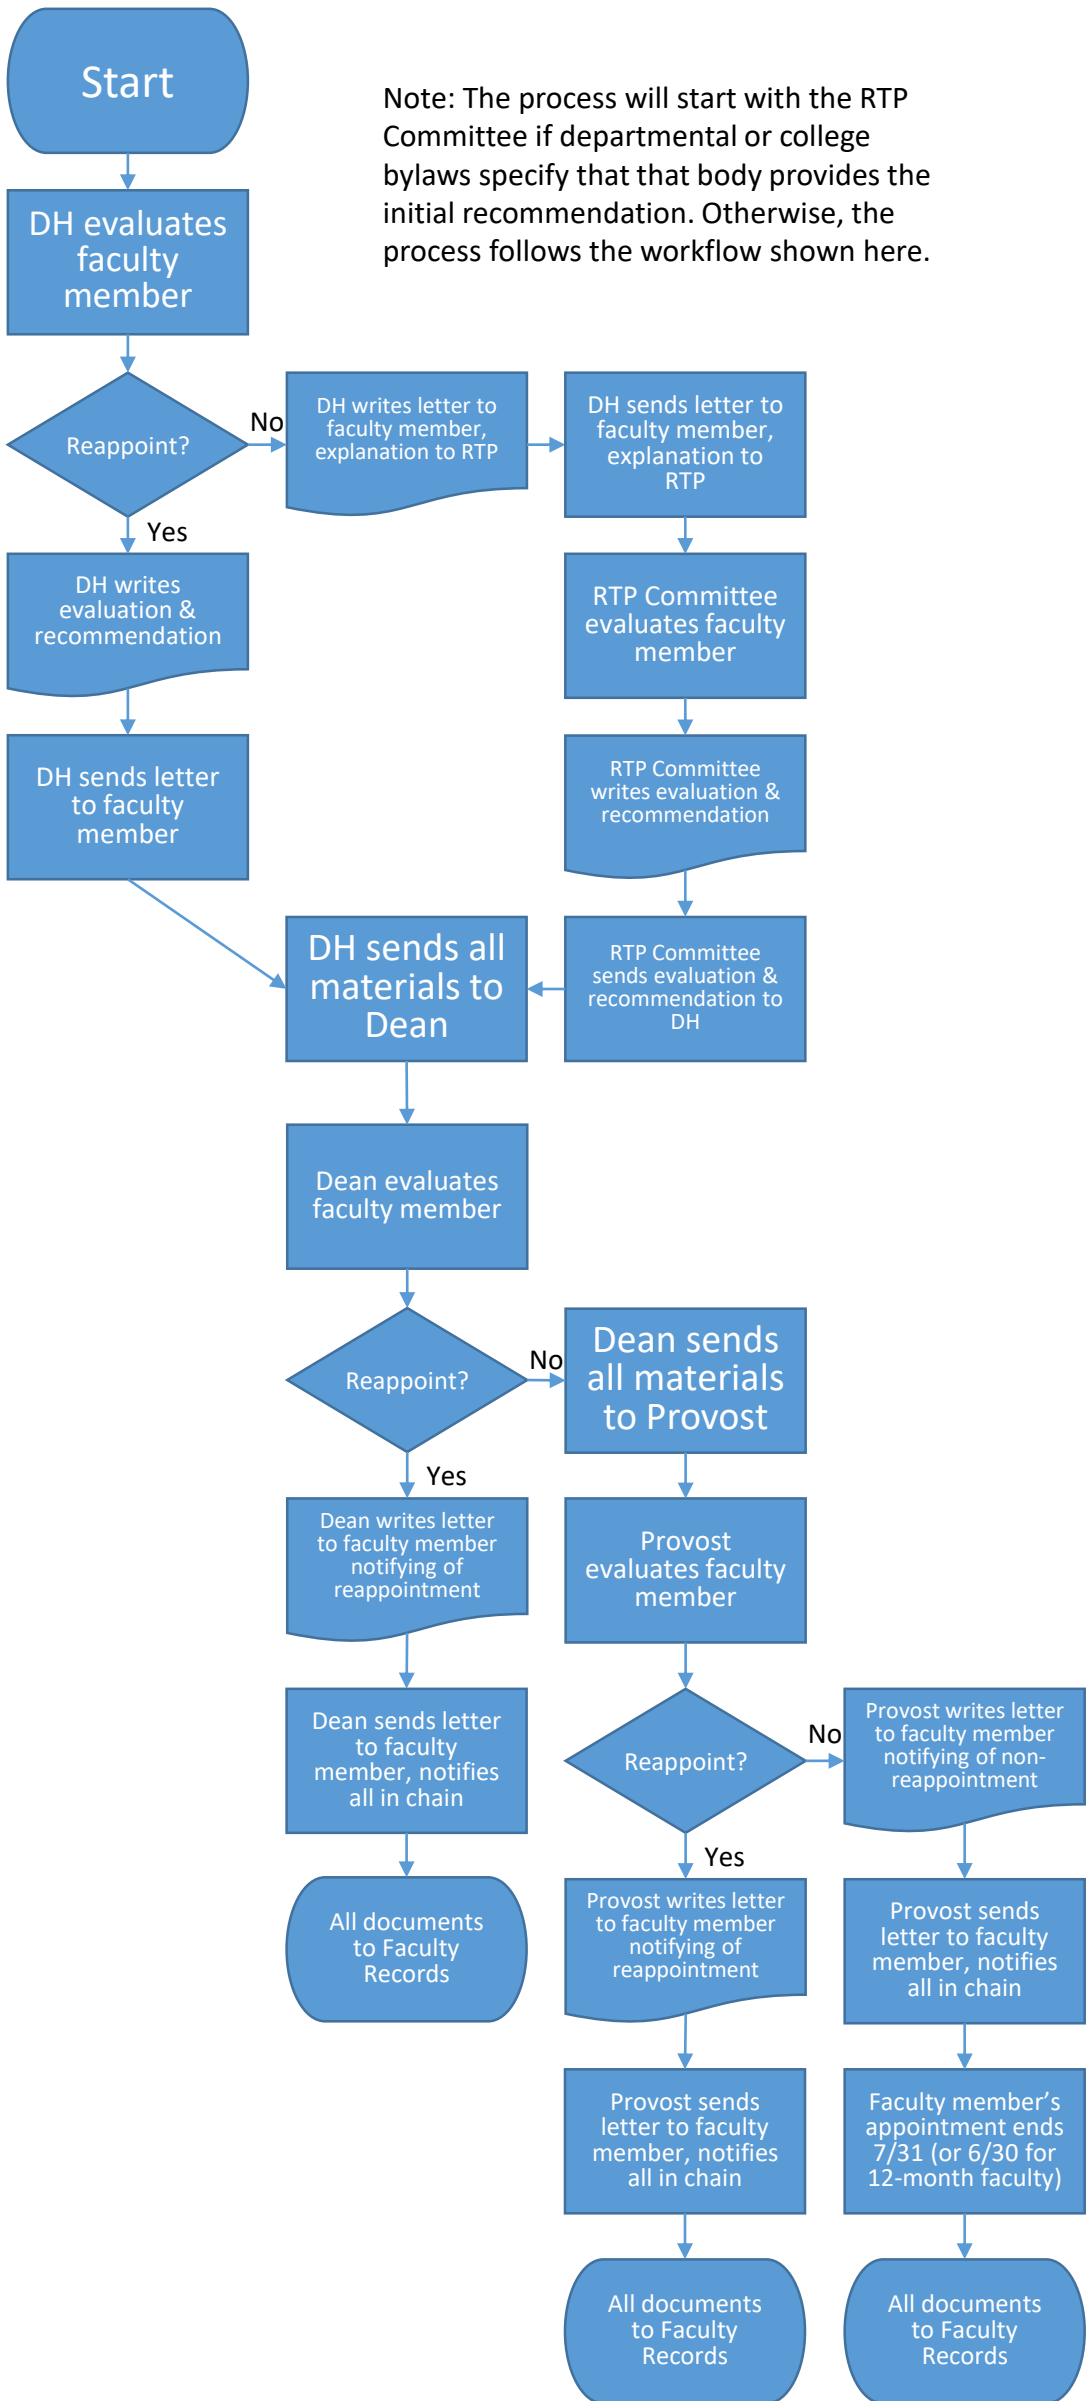 Start
Note: The process will start with the RTP
Committee if departmental or college
bylaws specify that that body provides the
initial recommendation. Otherwise, the
process follows the workflow shown here.
DH evaluates
faculty
member
Reappoint?
No
DH writes letter to
faculty member,
explanation to RTP
DH sends letter to
faculty member,
explanation to
RTP
Yes
DH writes
evaluation &
recommendation
RTP Committee
evaluates faculty
member
DH sends letter
to faculty
member
RTP Committee
writes evaluation &
recommendation
DH sends all
materials to
Dean
RTP Committee
sends evaluation &
recommendation to
DH
Dean evaluates
faculty member
Reappoint?
No
Dean sends
all materials
to Provost
Yes
Dean writes letter
to faculty member
notifying of
reappointment
Provost
evaluates faculty
member
Dean sends letter
to faculty
member, notifies
all in chain
Reappoint?
No
Provost writes letter
to faculty member
notifying of non-
reappointment
Yes
All documents
to Faculty
Records
Provost writes letter
to faculty member
notifying of
reappointment
Provost sends
letter to faculty
member, notifies
all in chain
Provost sends
letter to faculty
member, notifies
all in chain
Faculty member’s
appointment ends
7/31 (or 6/30 for
12-month faculty)
All documents
to Faculty
Records
All documents
to Faculty
Records